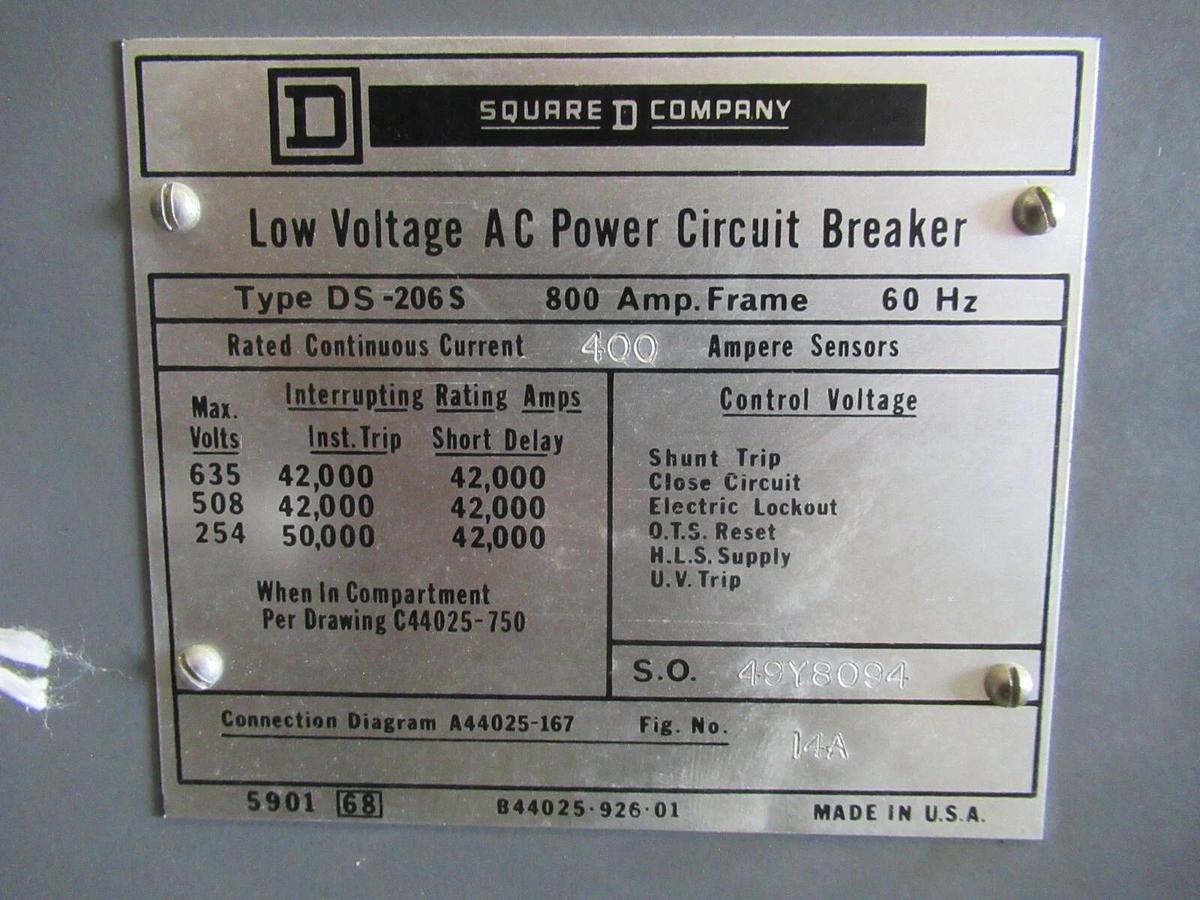 D
SQUARE D COMPANY
Low Voltage AC Power Circuit Breaker
Type DS-206S 800 Amp. Frame 60 Hz
Rated Continuous Current 400 Ampere Sensors
Interrupting Rating Amps
Max. Volts Inst. Trip Short Delay
635 42,000 42,000
508 42,000 42,000
254 50,000 42,000
When In Compartment
Per Drawing C44025-750
Control Voltage
Shunt Trip
Close Circuit
Electric Lockout
O.T.S. Reset
H.L.S. Supply
U.V. Trip
S.O. 49Y8094
Connection Diagram A44025-167 Fig. No. 14A
5901 68 B44025-926-01 MADE IN U.S.A.